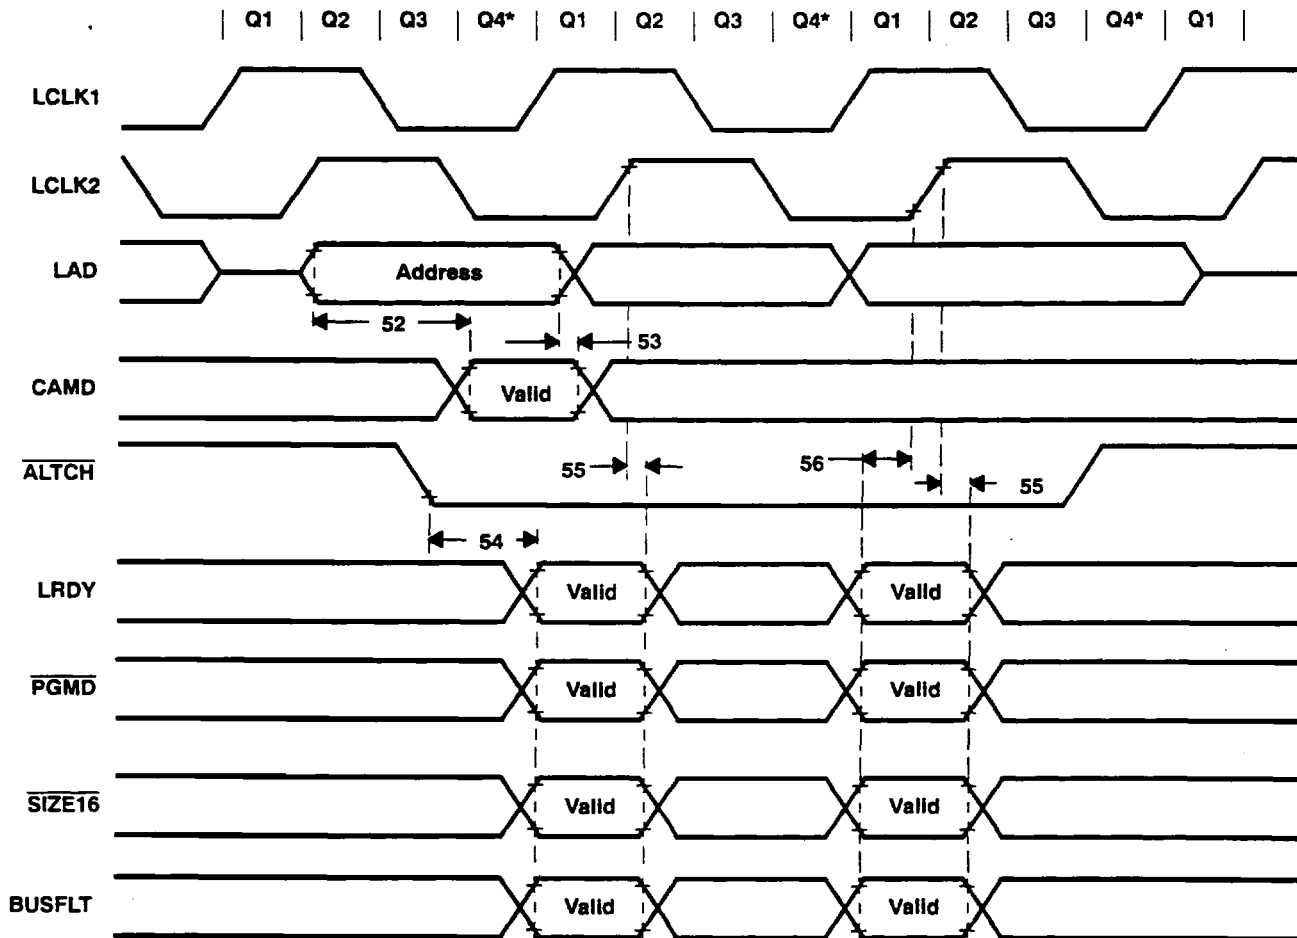 Q1 Q2 Q3 Q4* Q1 Q2 Q3 Q4* Q1 Q2 Q3 Q4* Q1
LCLK1
LCLK2
LAD Address
52 53
CAMD Valid
ALTCH 55 56 55
54
LRDY Valid Valid
PGMD Valid Valid
SIZE16 Valid Valid
BUSFLT Valid Valid